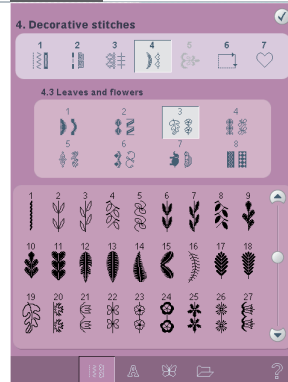 4. Decorative stitches
1 2 3 4 5 6 7
4.3 Leaves and flowers
1 2 3 4
5 6 7 8
1 2 3 4 5 6 7 8 9
10 11 12 13 14 15 16 17 18
19 20 21 22 23 24 25 26 27
A ?